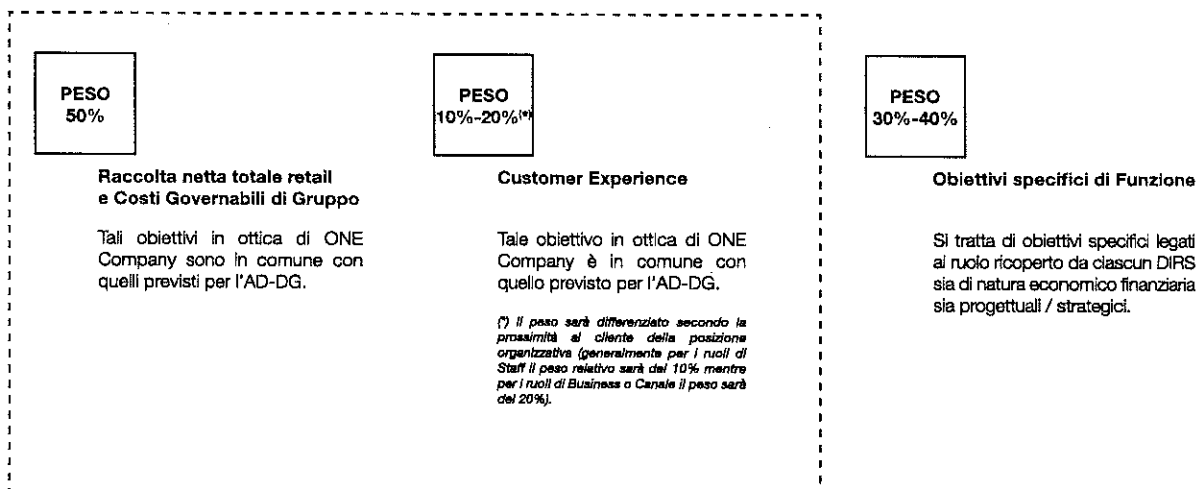 PESO
50%
Raccolta netta totale retail
e Costi Governabili di Gruppo
Tali obiettivi in ottica di ONE
Company sono in comune con
quelli previsti per l'AD-DG.
PESO
10%-20%(*)
Customer Experience
Tale obiettivo in ottica di ONE
Company è in comune con
quello previsto per l'AD-DG.
(*) Il peso sarà differenziato secondo la
prossimità al cliente della posizione
organizzativa (generalmente per i ruoli di
Staff il peso relativo sarà del 10% mentre
per i ruoli di Business o Canale il peso sarà
del 20%).
PESO
30%-40%
Obiettivi specifici di Funzione
Si tratta di obiettivi specifici legati
al ruolo ricoperto da ciascun DIRS
sia di natura economico finanziaria
sia progettuali / strategici.